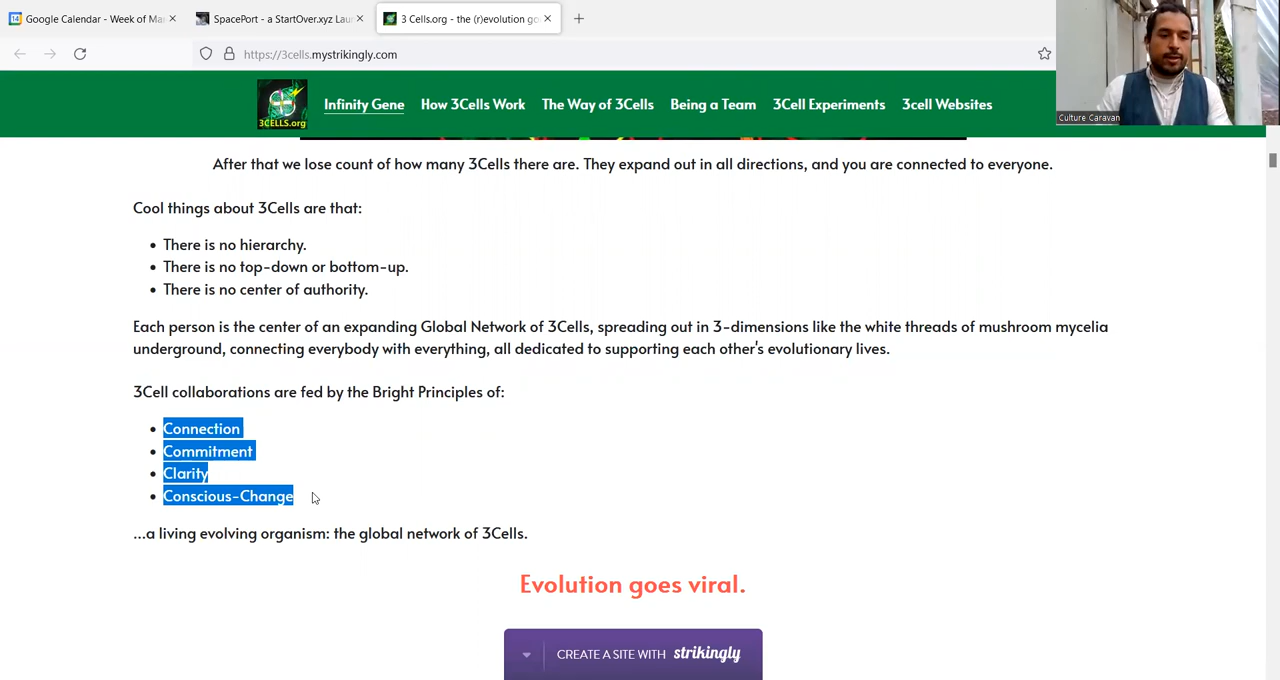 Google Calendar - Week of Ma
SpacePort - a StartOver.xyz Lau
3 Cells.org - the (r)evolution go
https://3cells.mystrikingly.com
Culture Caravan
3CELLS.org
Infinity Gene
How 3Cells Work
The Way of 3Cells
Being a Team
3Cell Experiments
3cell Websites
After that we lose count of how many 3Cells there are. They expand out in all directions, and you are connected to everyone.
Cool things about 3Cells are that:
• There is no hierarchy.
• There is no top-down or bottom-up.
• There is no center of authority.
Each person is the center of an expanding Global Network of 3Cells, spreading out in 3-dimensions like the white threads of mushroom mycelia
underground, connecting everybody with everything, all dedicated to supporting each other's evolutionary lives.
3Cell collaborations are fed by the Bright Principles of:
• Connection
• Commitment
• Clarity
• Conscious-Change
...a living evolving organism: the global network of 3Cells.
Evolution goes viral.
CREATE A SITE WITH strikingly